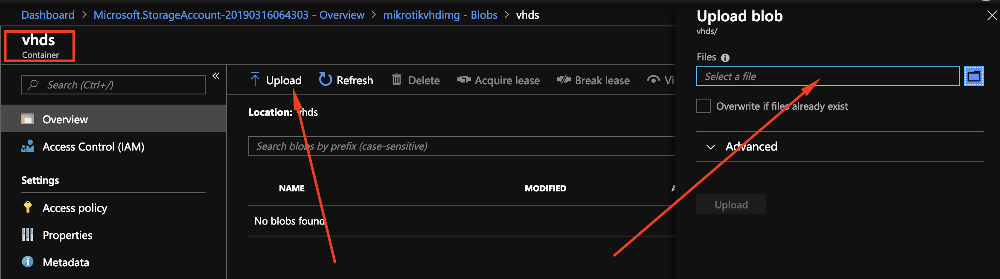 Dashboard > Microsoft.StorageAccount-20190316064303 - Overview > mikrotikvhdimg - Blobs > vhds
vhds
Container
Search (Ctrl+/)
Overview
Access Control (IAM)
Settings
Access policy
Properties
Metadata
Upload Refresh Delete Acquire lease Break lease Vi
Location: vhds
Search blobs by prefix (case-sensitive)
NAME MODIFIED A
No blobs found
Upload blob
vhds/
Files
Select a file
Overwrite if files already exist
Advanced
Upload